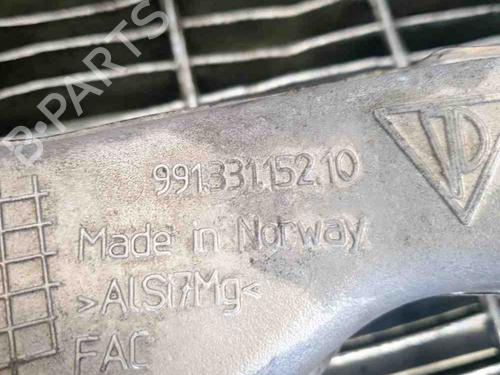 B-PARTS
991.331.152.10
Made in Norway
>AlSi7Mg<
FAC